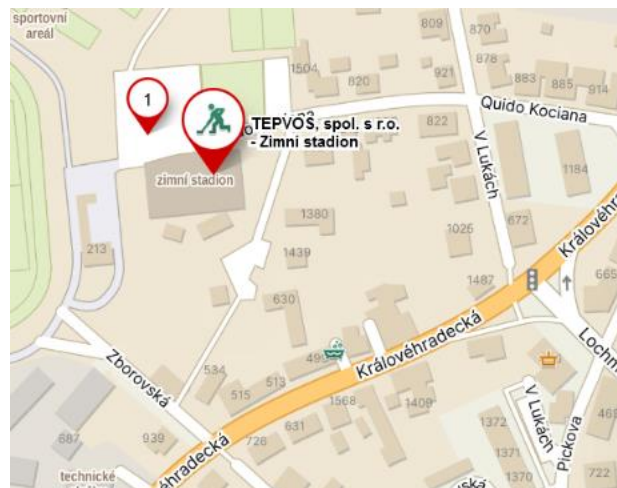 sportovní
areál
809
870
878
1504
820
921
883
885
914
1
TEPVOS, spol. s r.o.
- Zimní stadion
822
Quido Kociana
V Lukách
zimní stadion
1184
1380
672
1026
213
1439
Královéhradecká
665
1487
630
499
Královéhradecká
Lochm
Zborovská
534
513
515
1568
1409
V Lukách
469
631
1372
687
939
728
Královéhradecká
1371
Pickova
722
technické
1370